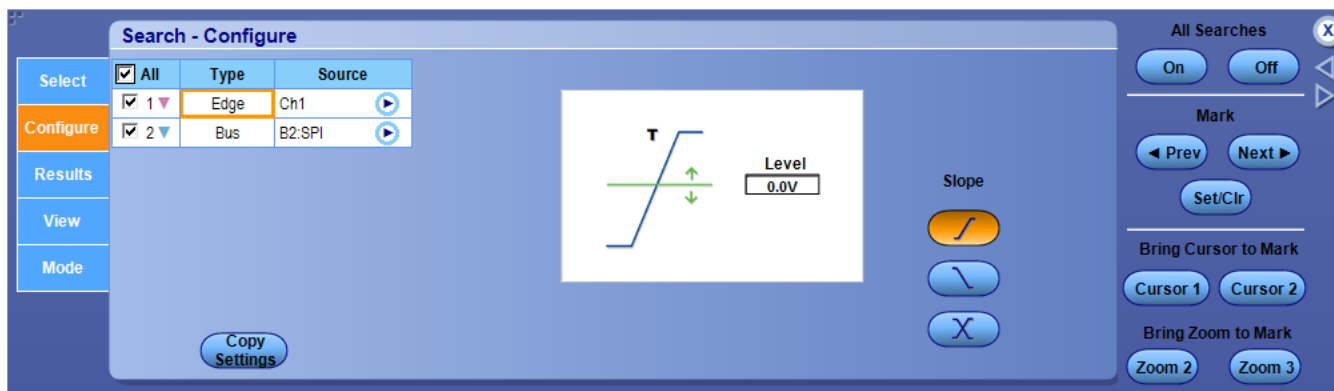 Search - Configure
Select
Configure
Results
View
Mode
All Type Source
1 Edge Ch1
2 Bus B2:SPI
Copy
Settings
T
Level
0.0V
Slope
All Searches
On Off
X
Mark
◄ Prev Next ►
Set/Clr
Bring Cursor to Mark
Cursor 1 Cursor 2
Bring Zoom to Mark
Zoom 2 Zoom 3